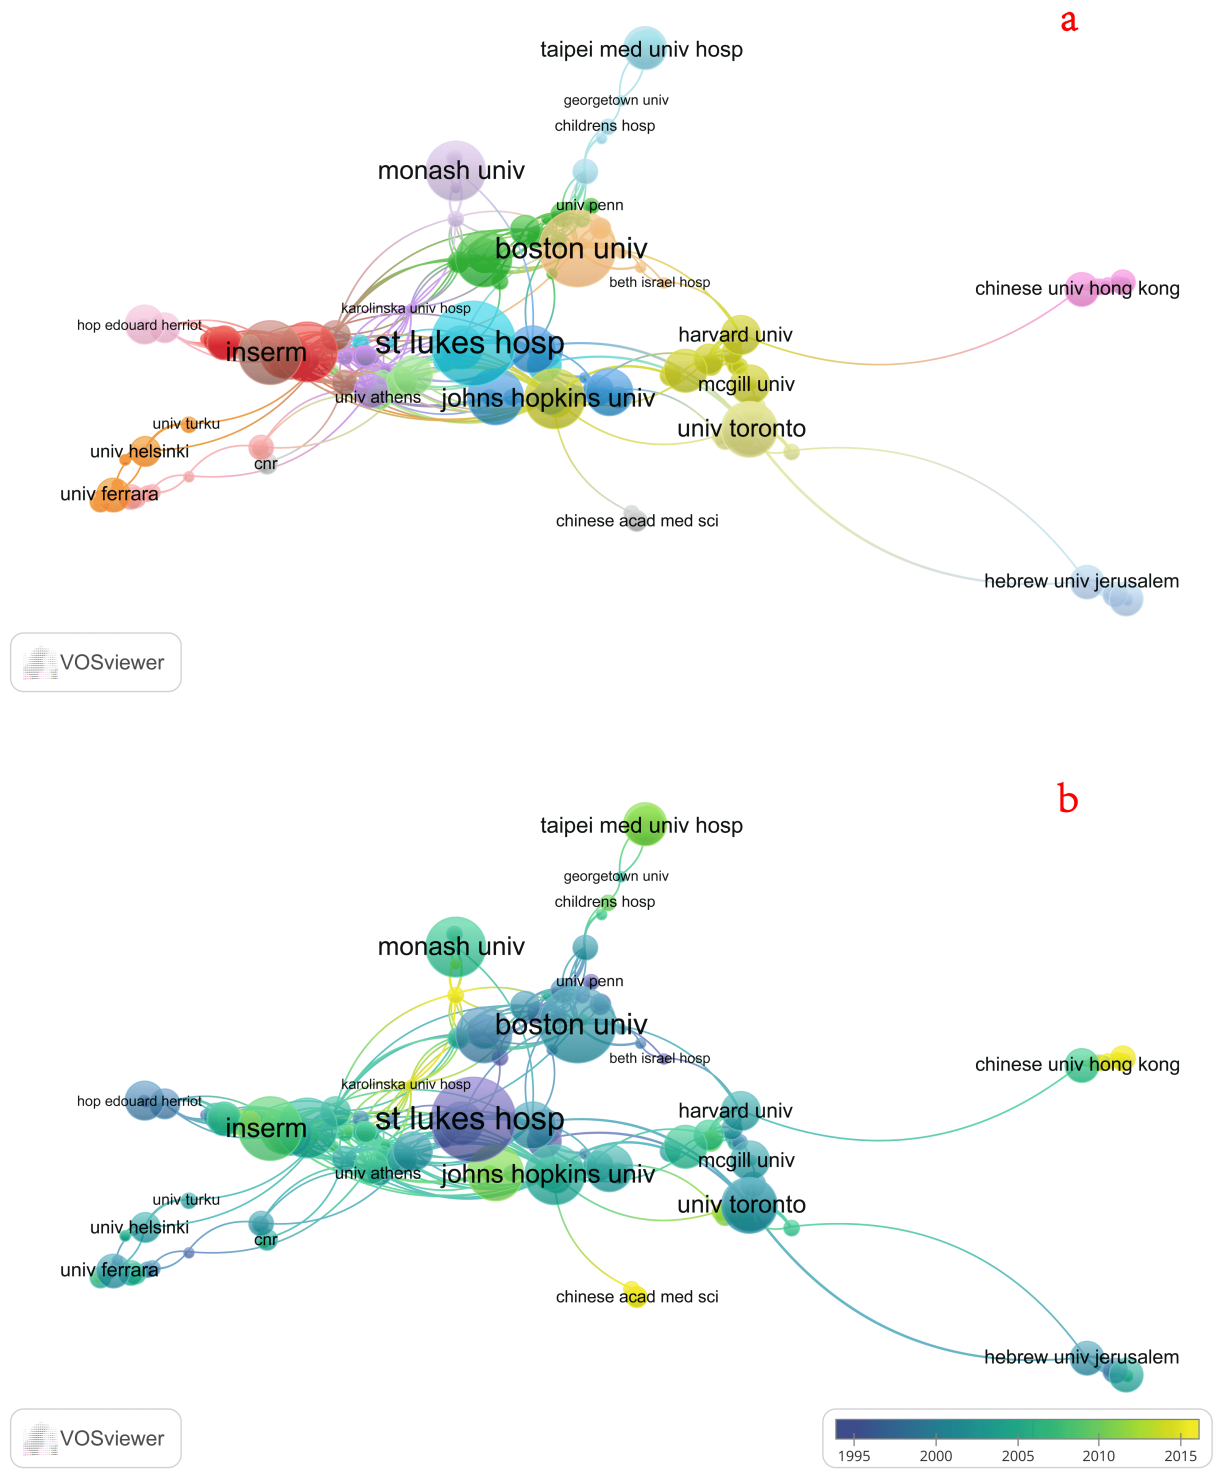 a
taipei med univ hosp
georgetown univ
childrens hosp
monash univ
univ penn
boston univ
beth israel hosp
chinese univ hong kong
karolinska univ hosp
hop edouard herriot
harvard univ
st lukes hosp
inserm
mcgill univ
univ athens
johns hopkins univ
univ turku
univ toronto
univ helsinki
cnr
univ ferrara
chinese acad med sci
hebrew univ jerusalem
VOSviewer
b
taipei med univ hosp
georgetown univ
childrens hosp
monash univ
univ penn
boston univ
beth israel hosp
chinese univ hong kong
karolinska univ hosp
hop edouard herriot
harvard univ
st lukes hosp
inserm
mcgill univ
univ athens
johns hopkins univ
univ turku
univ toronto
univ helsinki
cnr
univ ferrara
chinese acad med sci
hebrew univ jerusalem
VOSviewer
1995 2000 2005 2010 2015